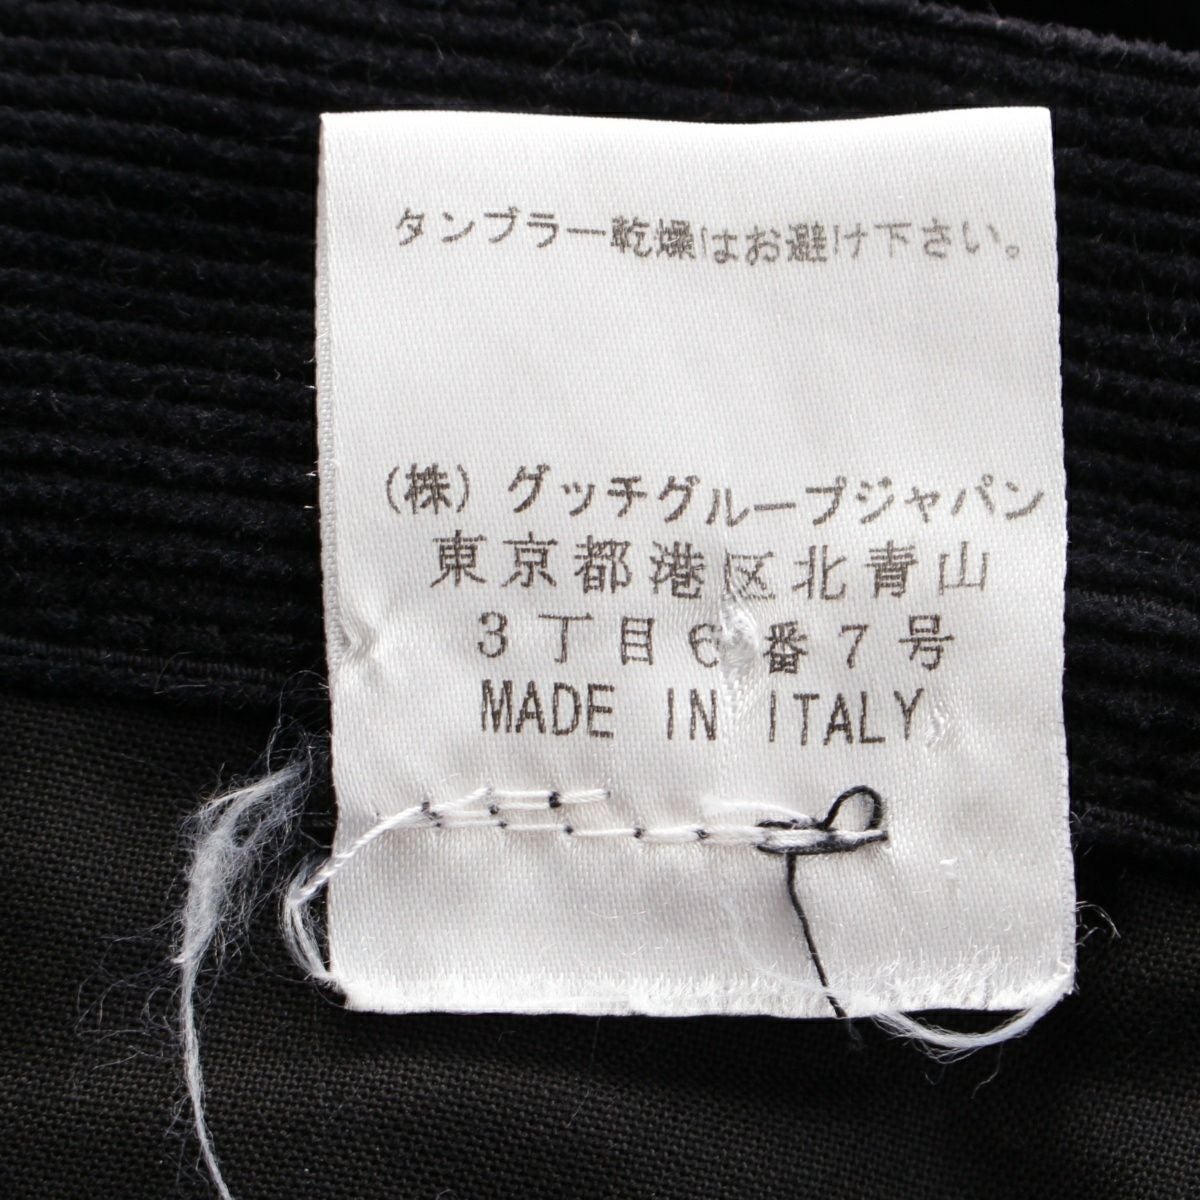 タンブラー乾燥はお避け下さい。
(株) グッチグループジャパン
東京都港区北青山
3丁目6番7号
MADE IN ITALY